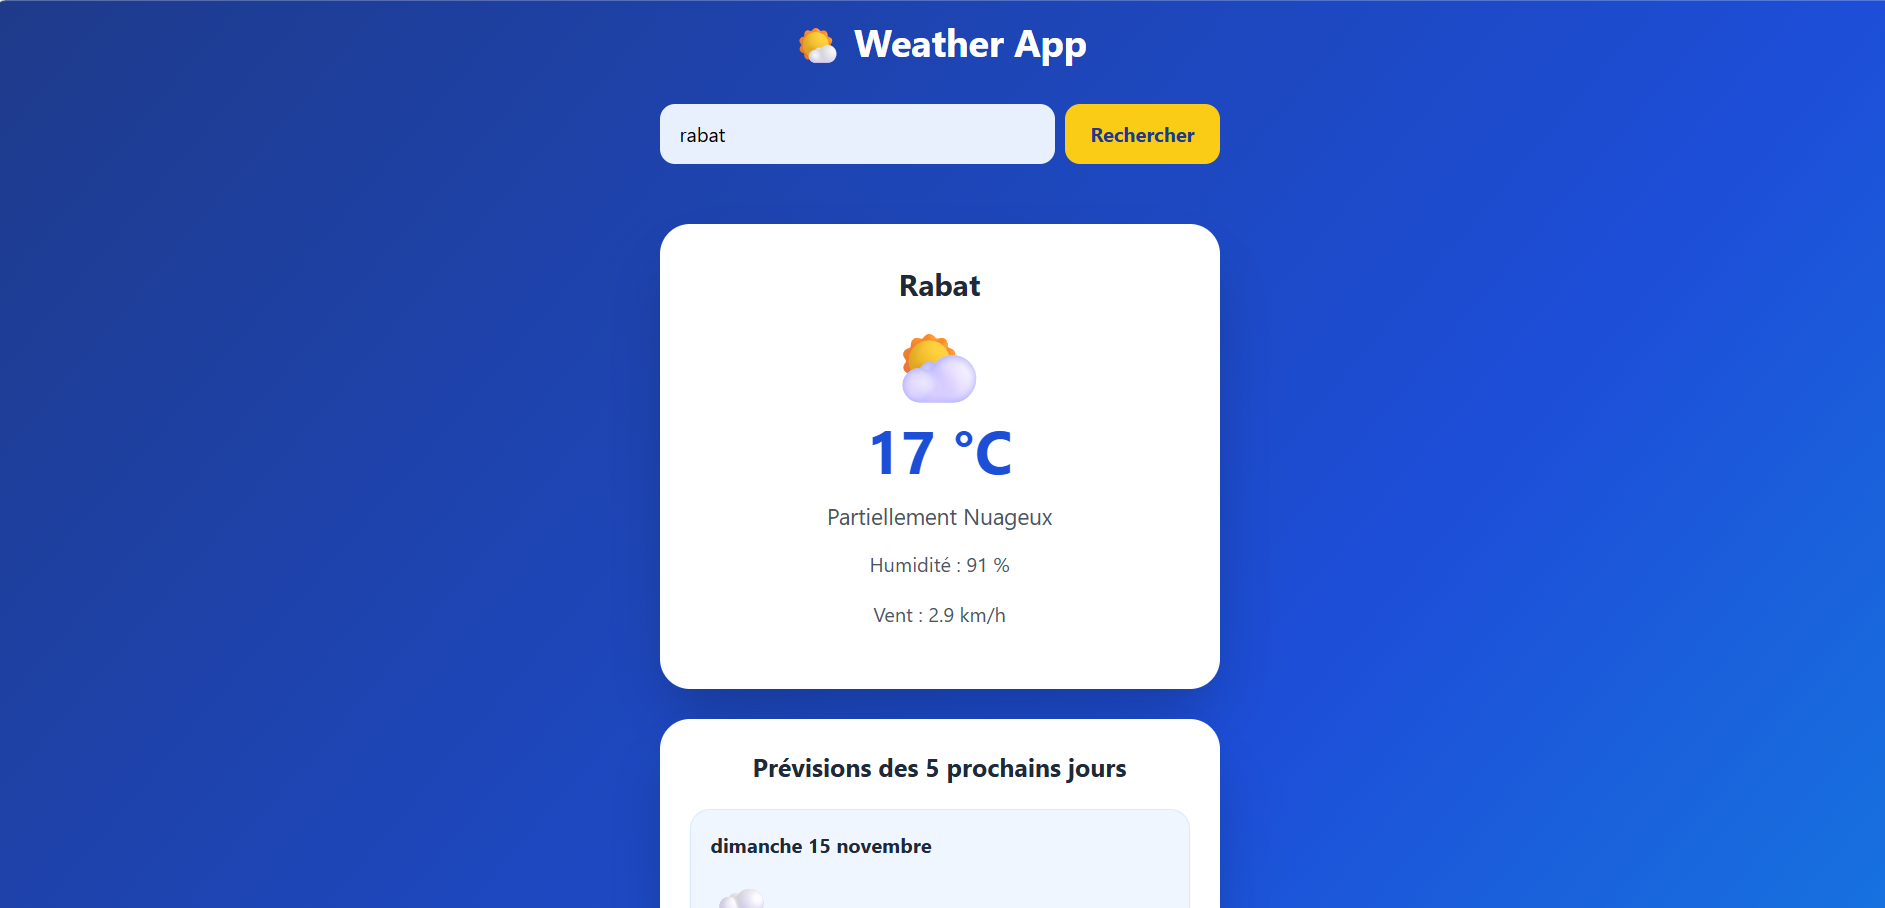 Weather App
rabat
Rechercher
Rabat
17 °C
Partiellement Nuageux
Humidité : 91 %
Vent : 2.9 km/h
Prévisions des 5 prochains jours
dimanche 15 novembre